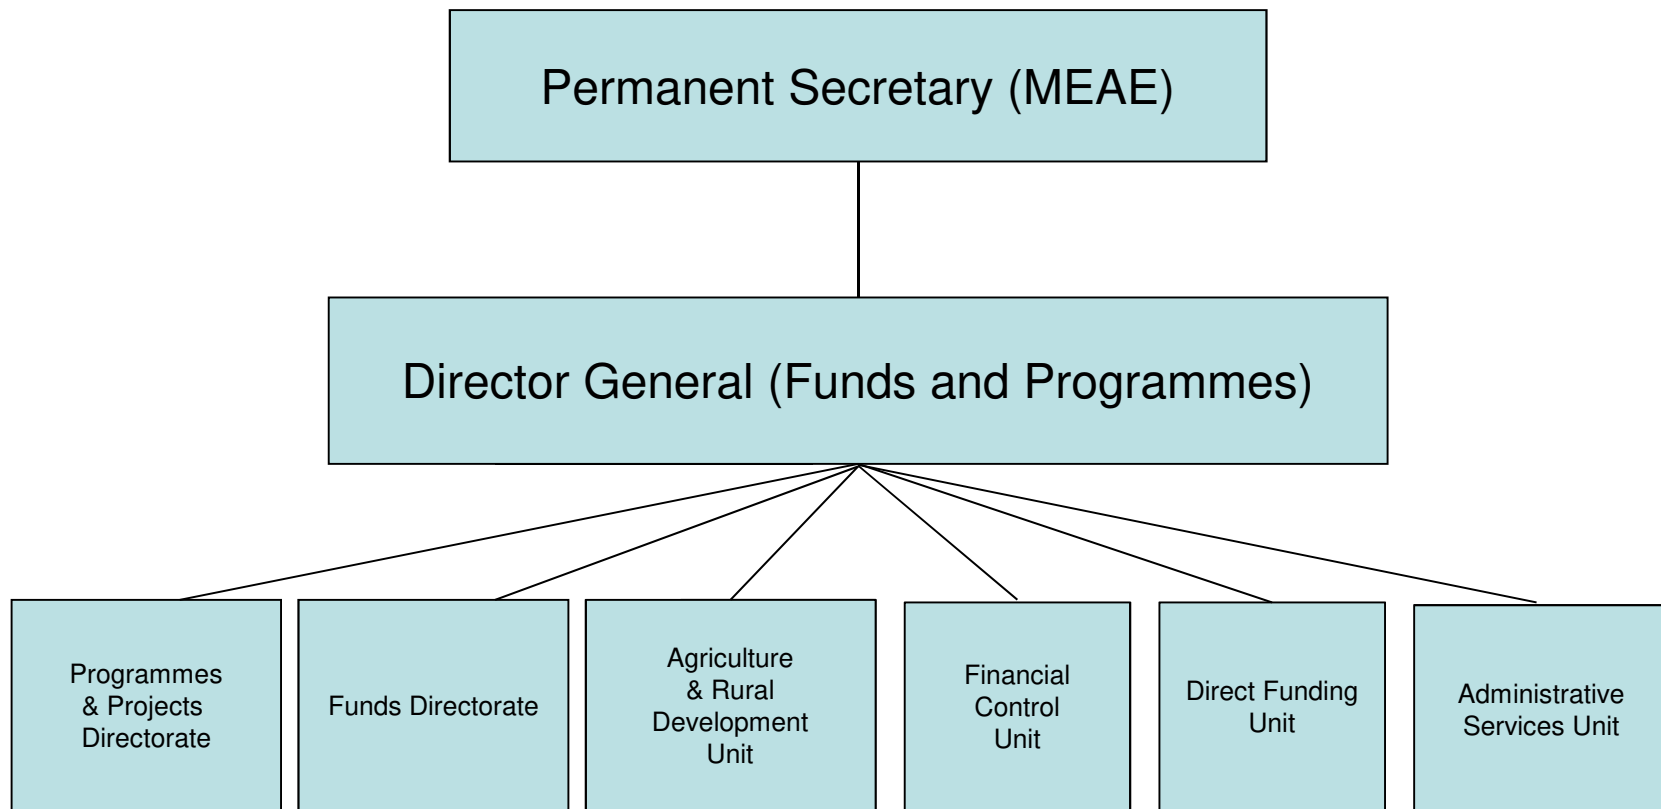 Permanent Secretary (MEAE)
Director General (Funds and Programmes)
Programmes
& Projects
Directorate
Funds Directorate
Agriculture
& Rural
Development
Unit
Financial
Control
Unit
Direct Funding
Unit
Administrative
Services Unit